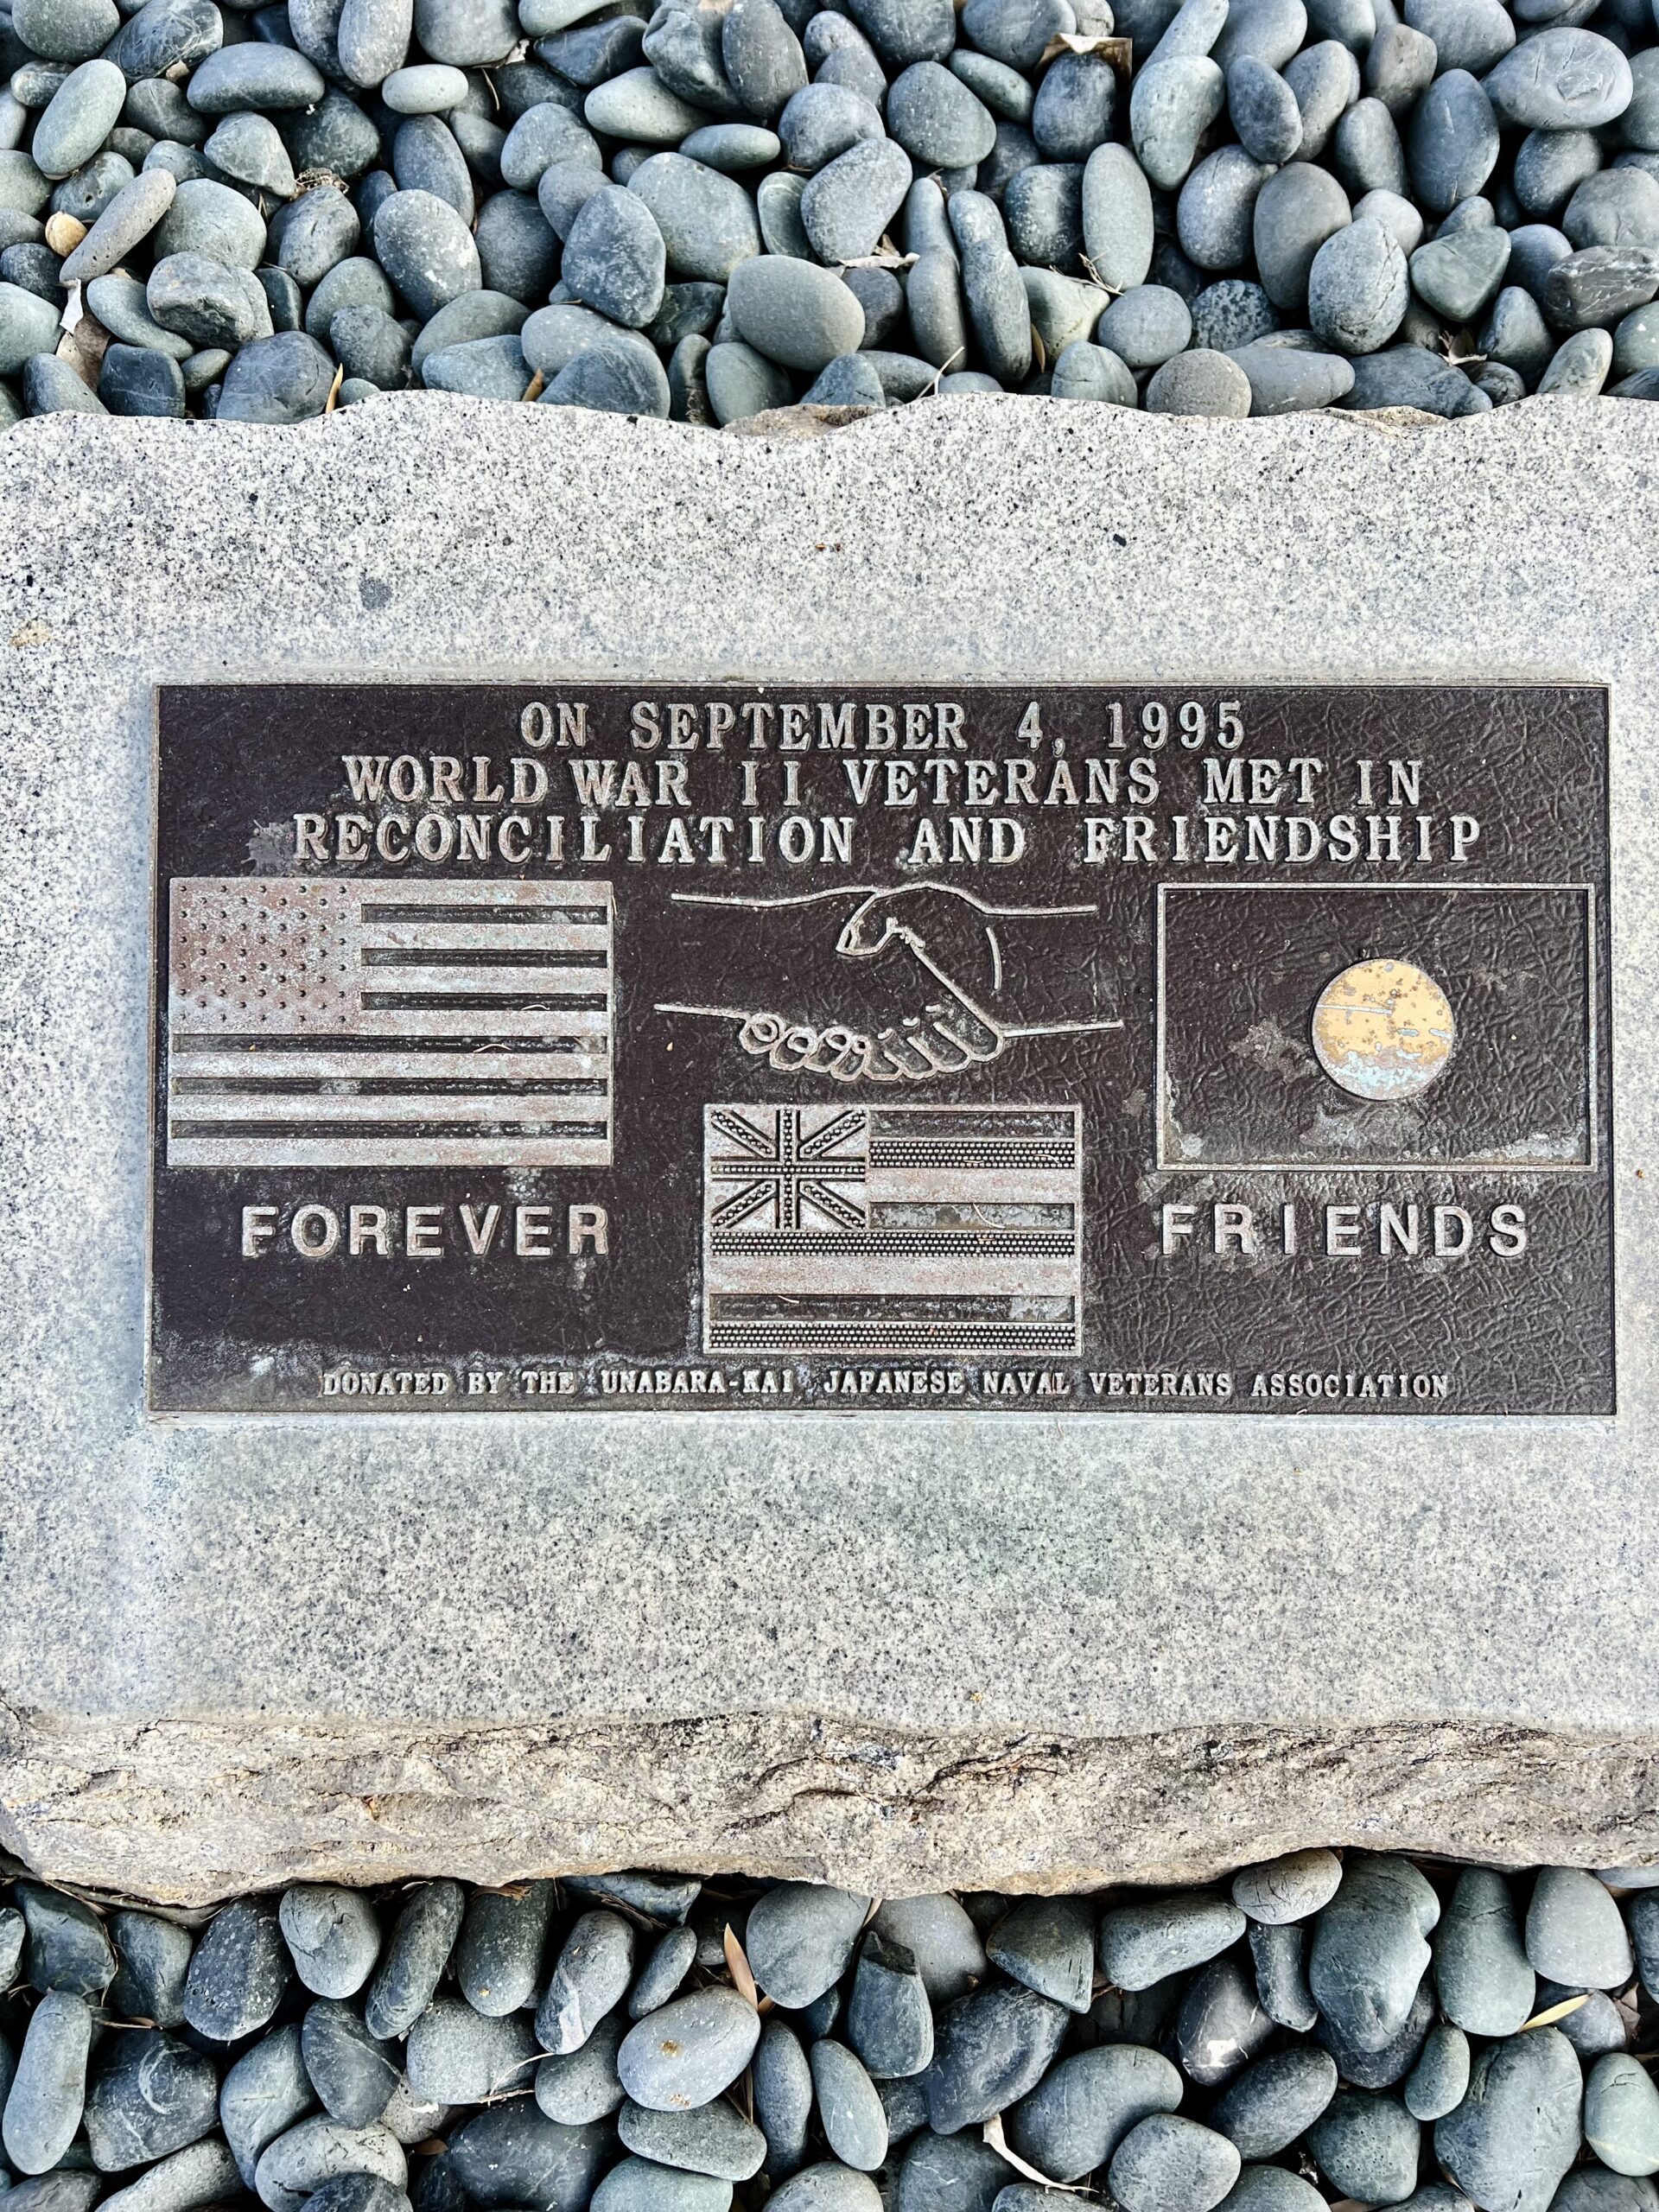 ON SEPTEMBER 4, 1995
WORLD WAR II VETERANS MET IN
RECONCILIATION AND FRIENDSHIP
FOREVER FRIENDS
DONATED BY THE UNABARA-KAI JAPANESE NAVAL VETERANS ASSOCIATION